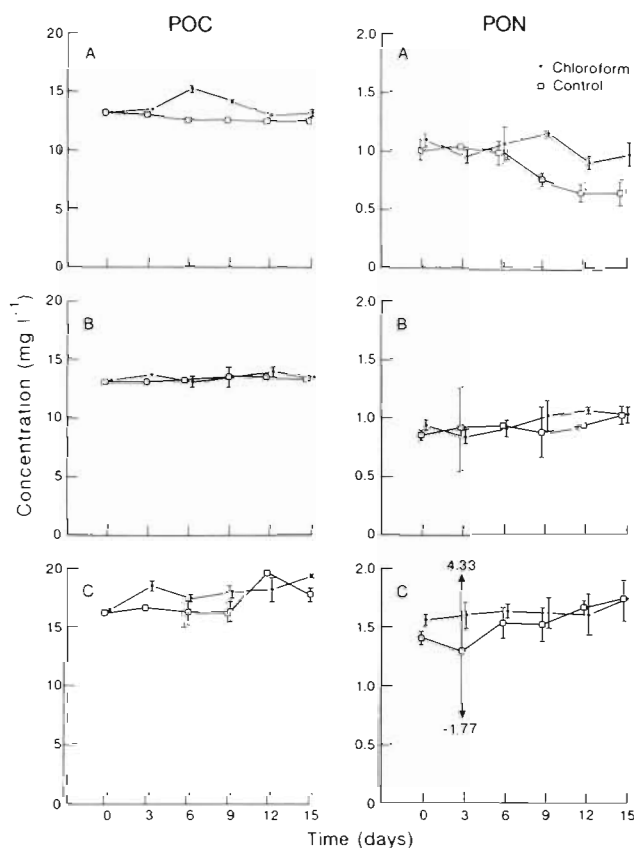 POC PON
20 2.0
A A
Chloroform
Control
15 1.5
10 1.0
5 0.5
0 0
20 2.0
B B
15 1.5
10 1.0
5 0.5
0 0
20 2.0
C 4.33 C
15 1.5
10 1.0
-1.77
5 0.5
0 0
0 3 6 9 12 15 0 3 6 9 12 15
Time (days) Time (days)
Concentration (mg l⁻¹)